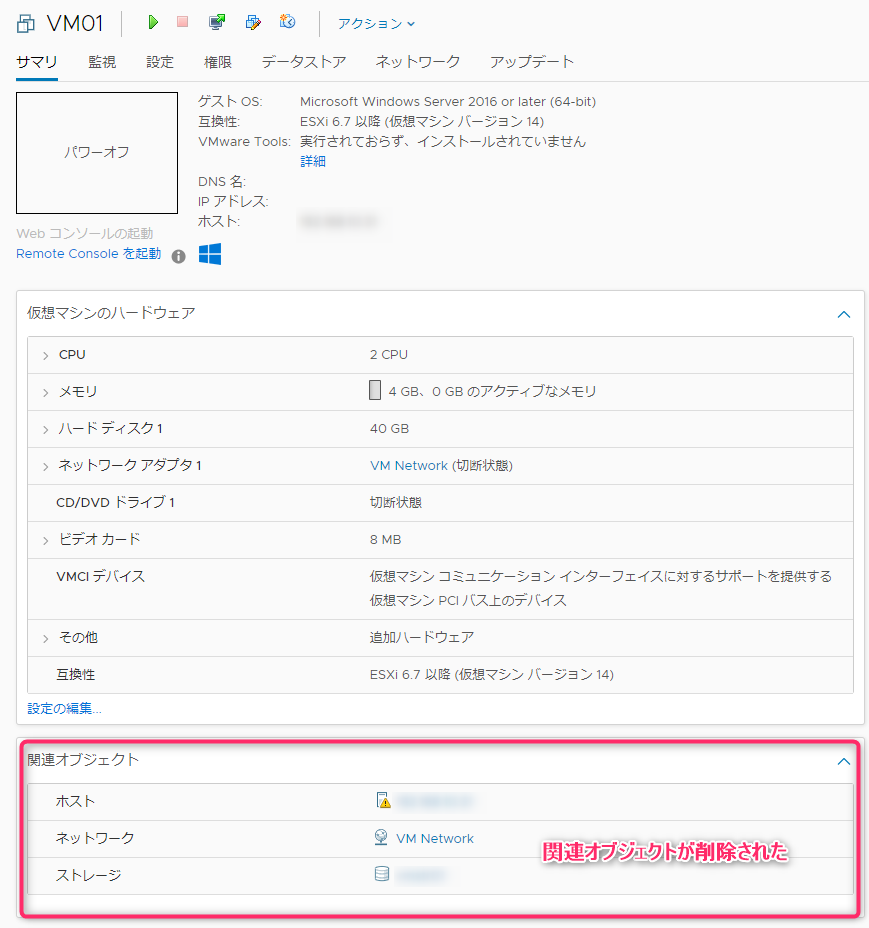 VM01 アクション
サマリ 監視 設定 権限 データストア ネットワーク アップデート
パワーオフ
Web コンソールの起動
Remote Console を起動
ゲスト OS: Microsoft Windows Server 2016 or later (64-bit)
互換性: ESXi 6.7 以降 (仮想マシン バージョン 14)
VMware Tools: 実行されておらず、インストールされていません
詳細
DNS 名:
IP アドレス:
ホスト:
仮想マシンのハードウェア
CPU 2 CPU
メモリ 4 GB、0 GB のアクティブなメモリ
ハード ディスク 1 40 GB
ネットワーク アダプタ 1 VM Network (切断状態)
CD/DVD ドライブ 1 切断状態
ビデオ カード 8 MB
VMCI デバイス 仮想マシン コミュニケーション インターフェイスに対するサポートを提供する
仮想マシン PCI バス上のデバイス
その他 追加ハードウェア
互換性 ESXi 6.7 以降 (仮想マシン バージョン 14)
設定の編集...
関連オブジェクト
ホスト
ネットワーク VM Network
関連オブジェクトが削除された
ストレージ